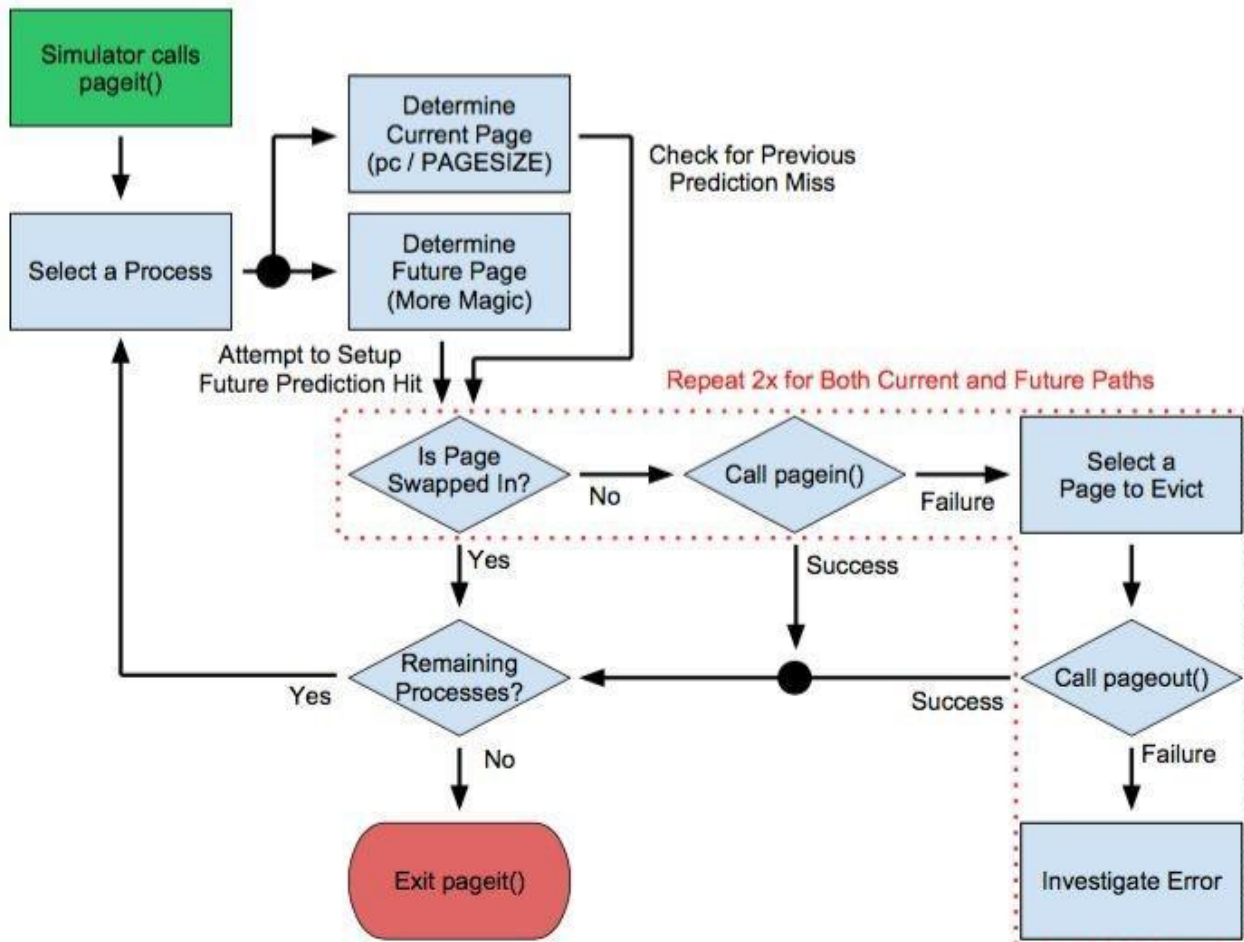 Simulator calls
pageit()
Determine
Current Page
(pc / PAGESIZE)
Check for Previous
Prediction Miss
Select a Process
Determine
Future Page
(More Magic)
Attempt to Setup
Future Prediction Hit
Repeat 2x for Both Current and Future Paths
Is Page
Swapped In?
No
Call pagein()
Failure
Select a
Page to Evict
Yes
Success
Remaining
Processes?
Yes
Success
Call pageout()
No
Failure
Exit pageit()
Investigate Error